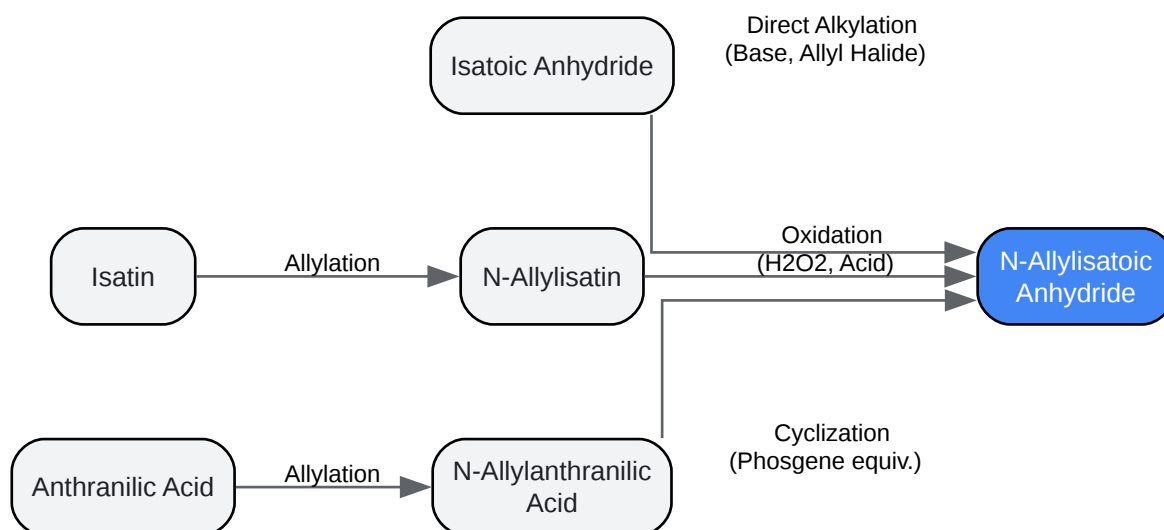 Direct Alkylation
(Base, Allyl Halide)
Isatoic Anhydride
Isatin
Allylation
N-Allylisatin
Oxidation
(H2O2, Acid)
N-Allylisatoic
Anhydride
Anthranilic Acid
Allylation
N-Allylanthranilic
Acid
Cyclization
(Phosgene equiv.)